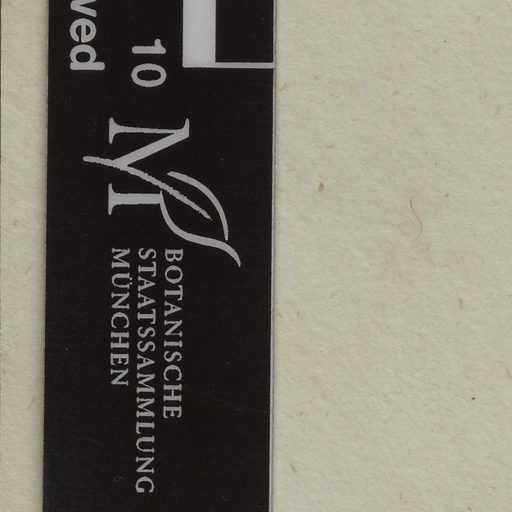 10
ved
M
BOTANISCHE
STAATSSAMMLUNG
MÜNCHEN